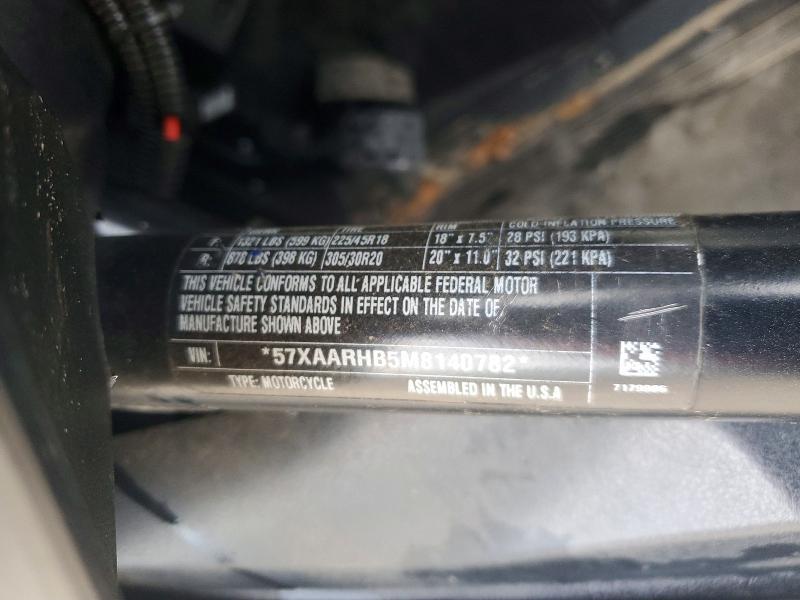 TIRE RIM COLD INFLATION PRESSURE
F: 1321 LBS (599 KG) 225/45R18 18" x 7.5" 28 PSI (193 KPA)
R: 878 LBS (398 KG) 305/30R20 20" x 11.0" 32 PSI (221 KPA)
THIS VEHICLE CONFORMS TO ALL APPLICABLE FEDERAL MOTOR
VEHICLE SAFETY STANDARDS IN EFFECT ON THE DATE OF
MANUFACTURE SHOWN ABOVE
VIN: *57XAARHB5M8140782*
TYPE: MOTORCYCLE ASSEMBLED IN THE U.S.A